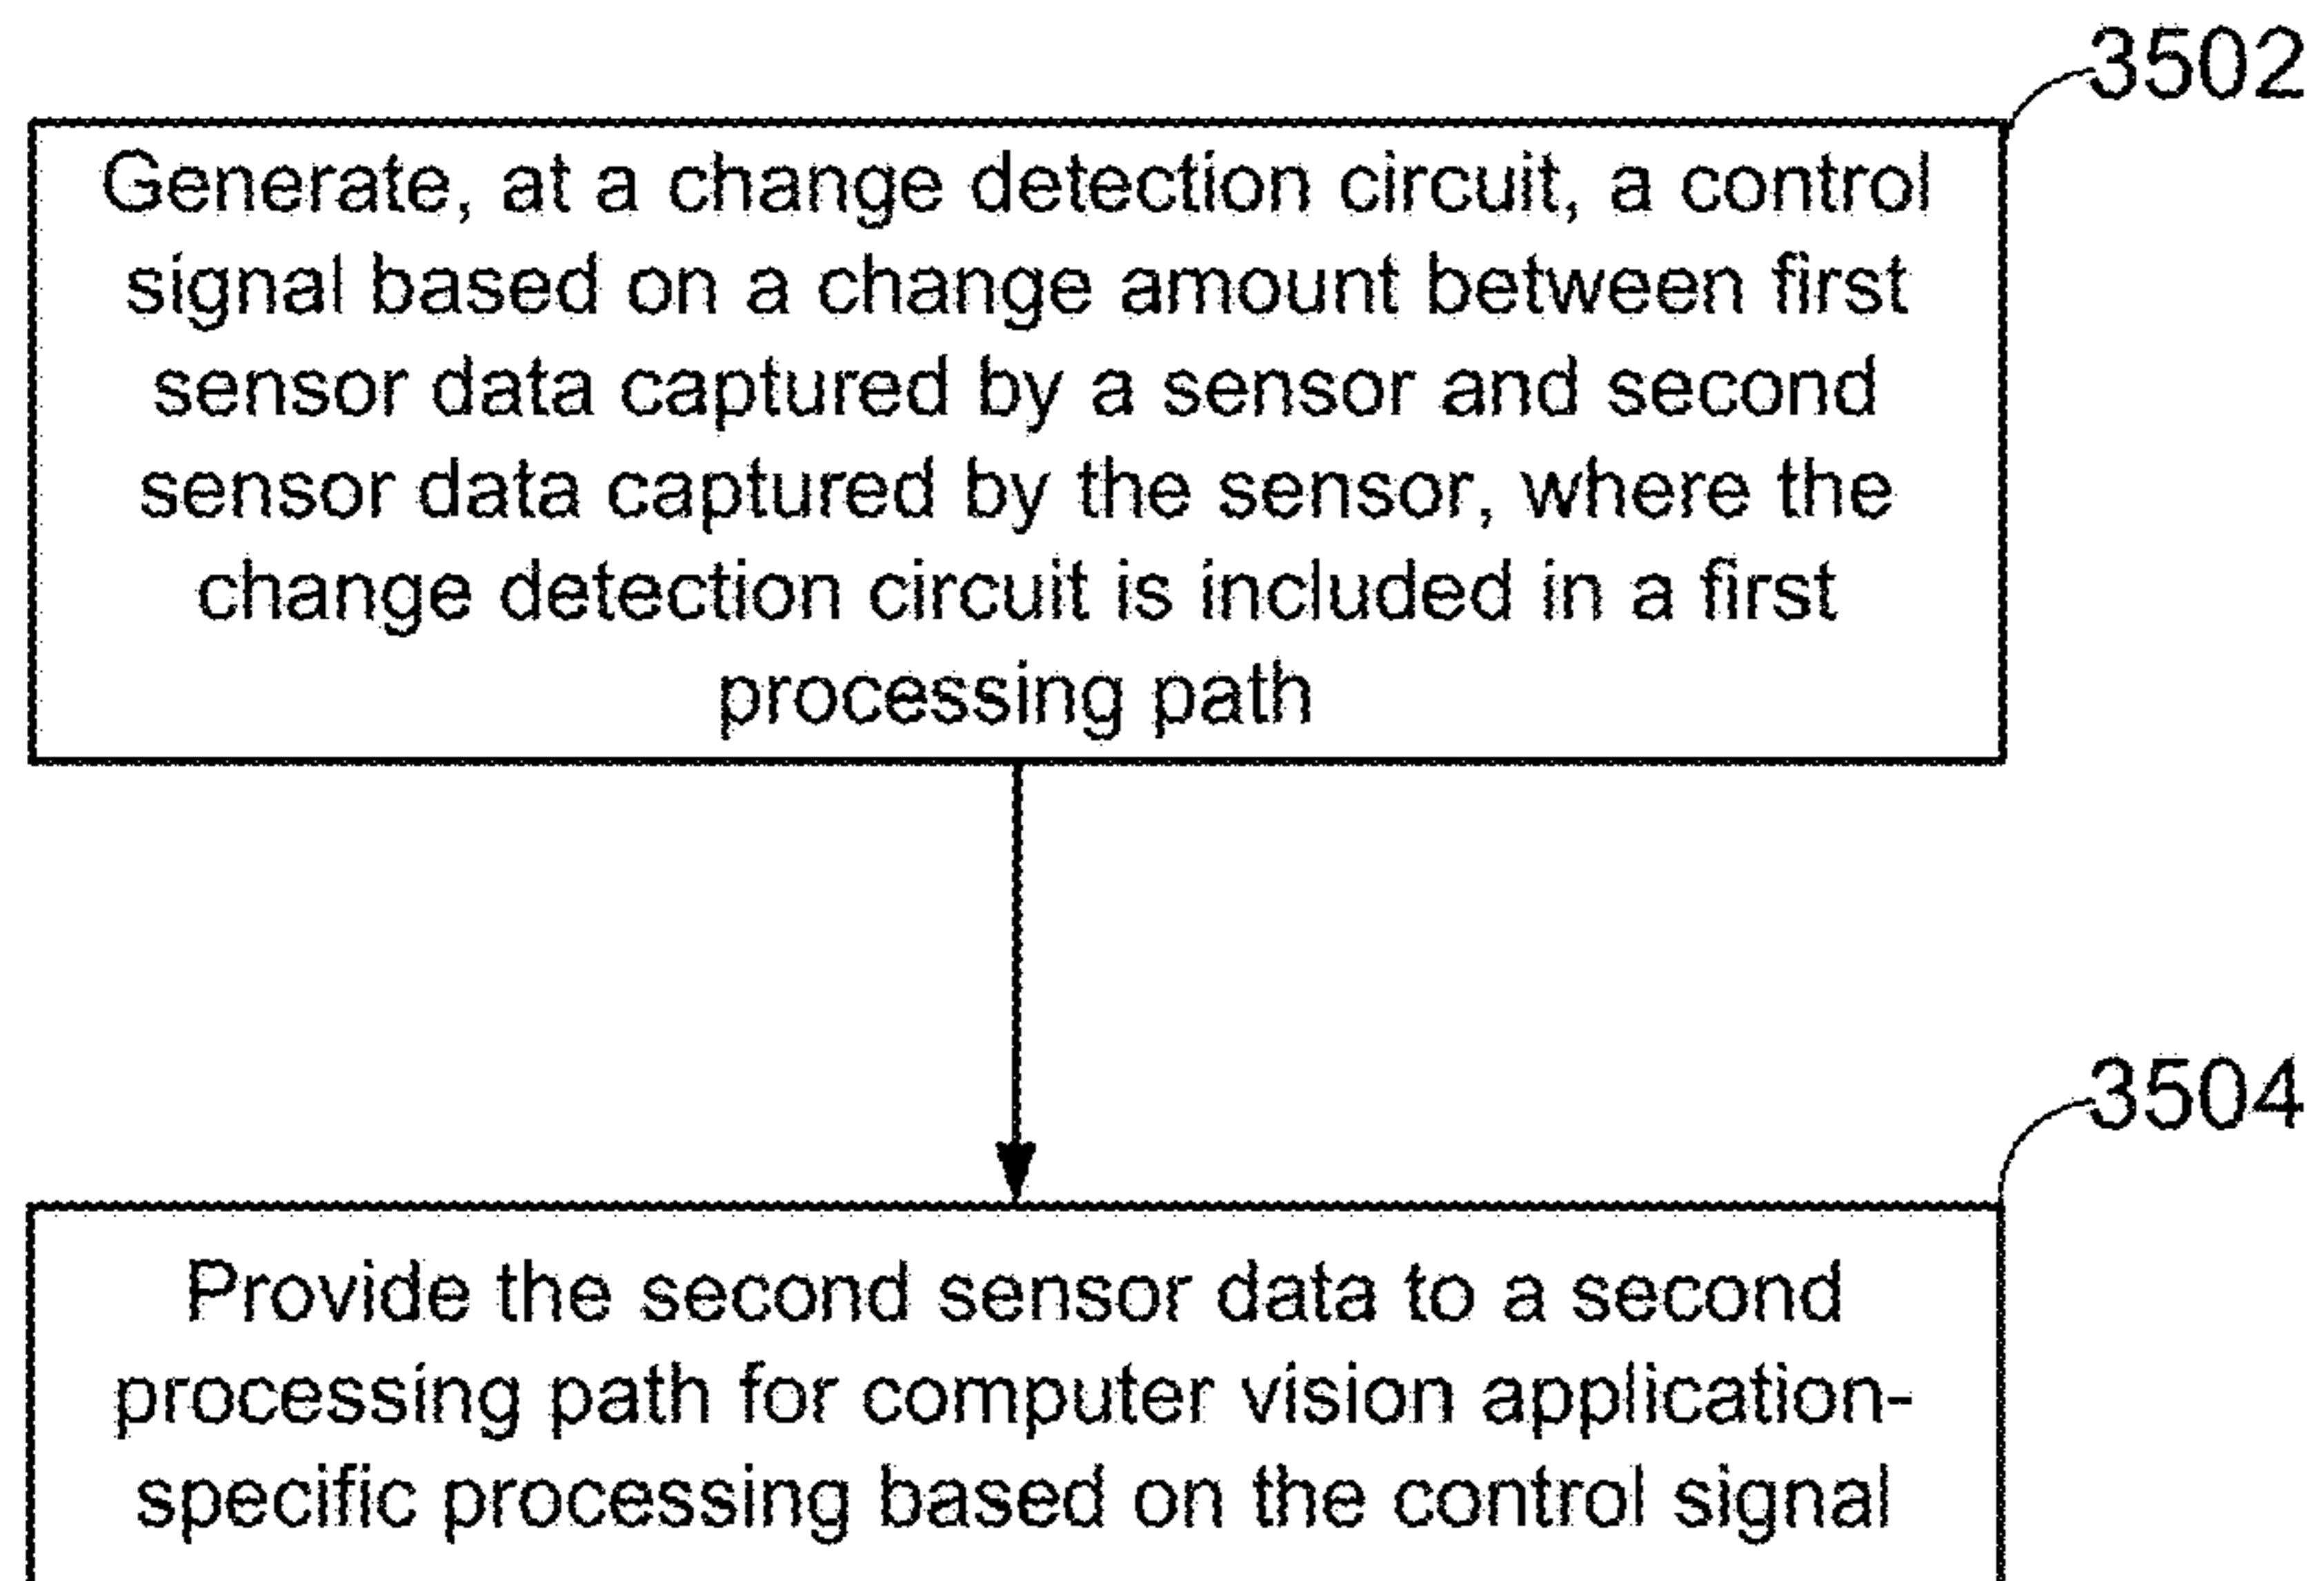 3502
Generate, at a change detection circuit, a control
signal based on a change amount between first
sensor data captured by a sensor and second
sensor data captured by the sensor, where the
change detection circuit is included in a first
processing path
3504
Provide the second sensor data to a second
processing path for computer vision application-
specific processing based on the control signal